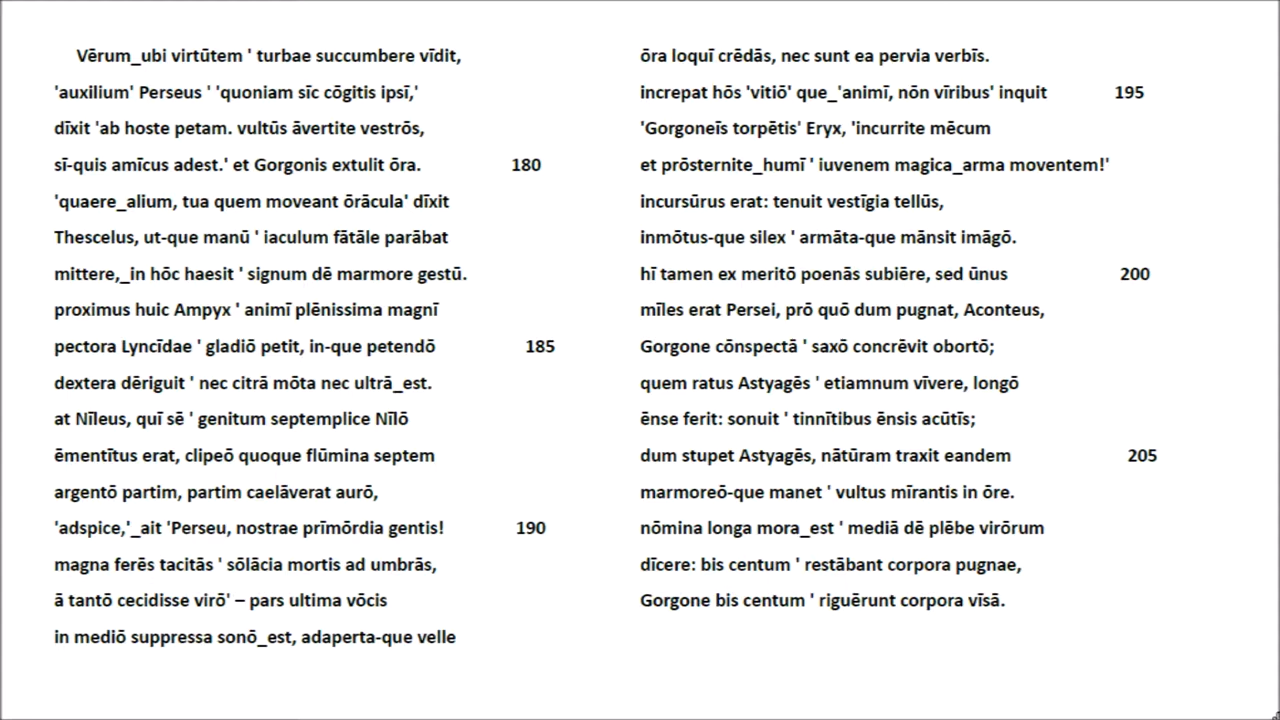 Vērum_ubi virtūtem ' turbae succumbere vīdit,
'auxilium' Perseus ' 'quoniam sīc cōgitis ipsī,'
dīxit 'ab hoste petam. vultūs āvertite vestrōs,
sī-quis amīcus adest.' et Gorgonis extulit ōra. 180
'quaere_alium, tua quem moveant ōrācula' dīxit
Thescelus, ut-que manū ' iaculum fātāle parābat
mittere,_in hōc haesit ' signum dē marmore gestū.
proximus huic Ampyx ' animī plēnissima magnī
pectora Lyncīdae ' gladiō petit, in-que petendō 185
dextera dēriguit ' nec citrā mōta nec ultrā_est.
at Nīleus, quī sē ' genitum septemplice Nīlō
ēmentītus erat, clipeō quoque flūmina septem
argentō partim, partim caelāverat aurō,
'adspice,'_ait 'Perseu, nostrae prīmōrdia gentis! 190
magna ferēs tacitās ' sōlācia mortis ad umbrās,
ā tantō cecidisse virō' – pars ultima vōcis
in mediō suppressa sonō_est, adaperta-que velle
ōra loquī crēdās, nec sunt ea pervia verbīs.
increpat hōs 'vitiō' que_'animī, nōn vīribus' inquit 195
'Gorgoneīs torpētis' Eryx, 'incurrite mēcum
et prōsternite_humī ' iuvenem magica_arma moventem!'
incursūrus erat: tenuit vestīgia tellūs,
inmōtus-que silex ' armāta-que mānsit imāgō.
hī tamen ex meritō poenās subiēre, sed ūnus 200
mīles erat Persei, prō quō dum pugnat, Aconteus,
Gorgone cōnspectā ' saxō concrēvit obortō;
quem ratus Astyagēs ' etiamnum vīvere, longō
ēnse ferit: sonuit ' tinnītibus ēnsis acūtīs;
dum stupet Astyagēs, nātūram traxit eandem 205
marmoreō-que manet ' vultus mīrantis in ōre.
nōmina longa mora_est ' mediā dē plēbe virōrum
dīcere: bis centum ' restābant corpora pugnae,
Gorgone bis centum ' riguērunt corpora vīsā.